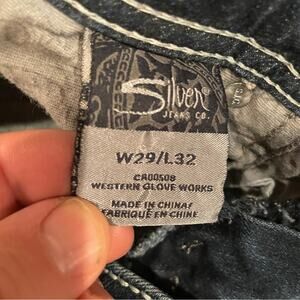 Silver
JEANS CO.
W29/L32
CA00508
WESTERN GLOVE WORKS
MADE IN CHINA/
FABRIQUÉ EN CHINE